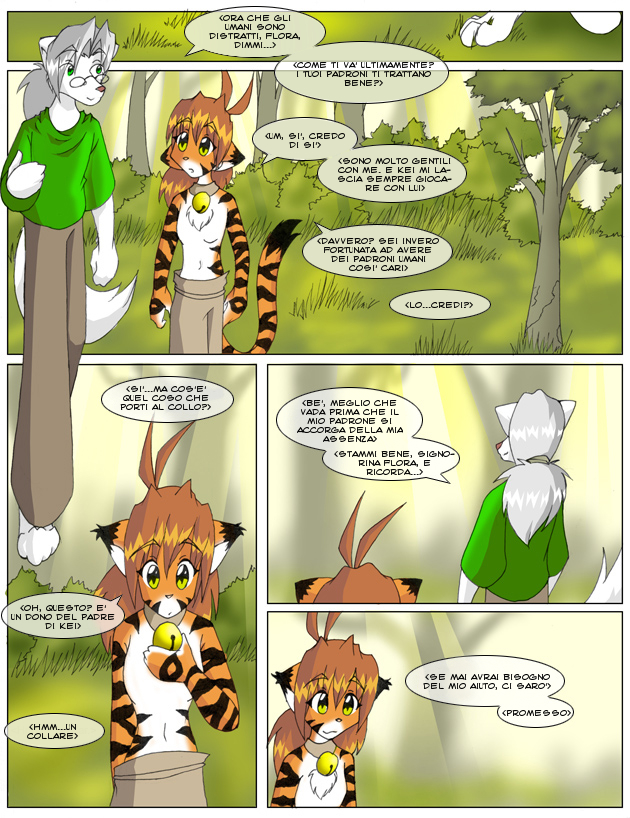 <ORA CHE GLI
UMANI SONO
DISTRATTI, FLORA,
DIMMI...>
<COME TI VA' ULTIMAMENTE?
I TUOI PADRONI TI TRATTANO
BENE?>
<UM, SI', CREDO
DI SI'>
<SONO MOLTO GENTILI
CON ME. E KEI MI LA-
SCIA SEMPRE GIOCA-
RE CON LUI>
<DAVVERO? SEI INVERO
FORTUNATA AD AVERE
DEI PADRONI UMANI
COSI' CARI>
<LO...CREDI?>
<SI'...MA COS'E'
QUEL COSO CHE
PORTI AL COLLO?>
<OH, QUESTO? E'
UN DONO DEL PADRE
DI KEI>
<HMM...UN
COLLARE>
<BE', MEGLIO CHE
VADA PRIMA CHE IL
MIO PADRONE SI
ACCORGA DELLA MIA
ASSENZA>
<STAMMI BENE, SIGNO-
RINA FLORA, E
RICORDA...>
<SE MAI AVRAI BISOGNO
DEL MIO AIUTO, CI SARO'>
<PROMESSO>